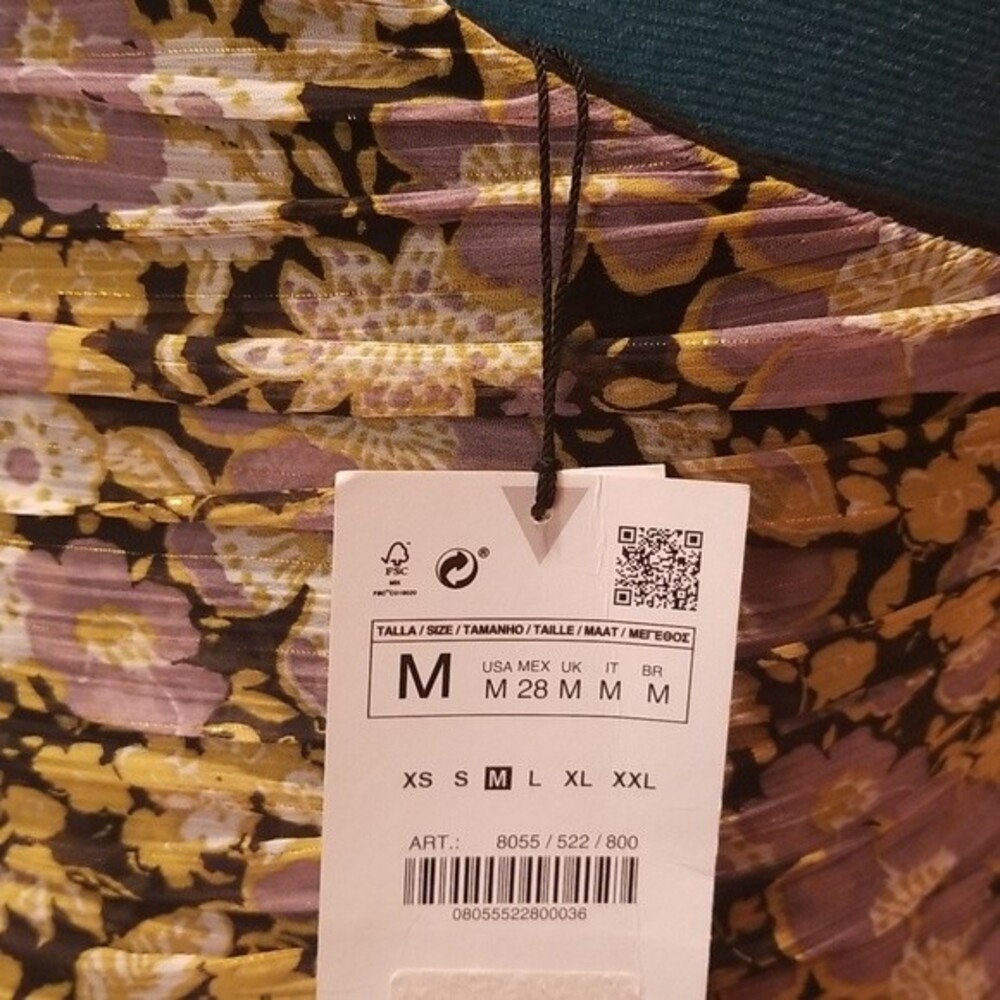 FSC
MIX
®
TALLA / SIZE / TAMANHO / TAILLE / MAAT / ΜΕΓΕΘΟΣ
M
USA MEX UK IT BR
M 28 M M M
XS S M L XL XXL
ART.: 8055 / 522 / 800
08055522800036